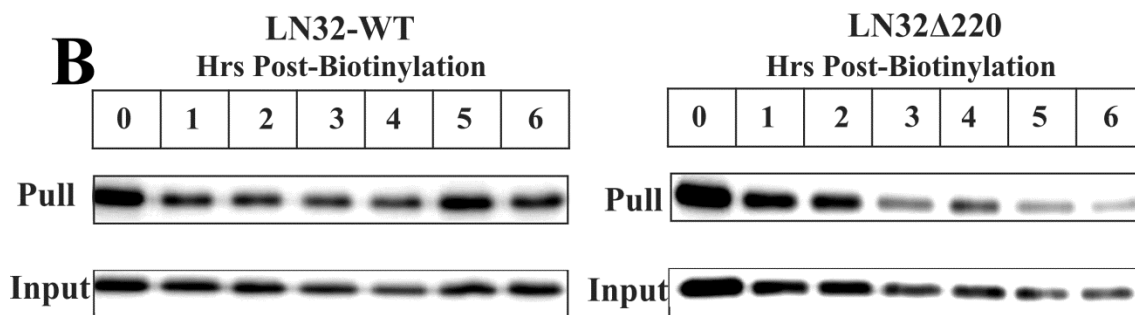 B
LN32-WT
Hrs Post-Biotinylation
0 1 2 3 4 5 6
Pull
Input
LN32Δ220
Hrs Post-Biotinylation
0 1 2 3 4 5 6
Pull
Input